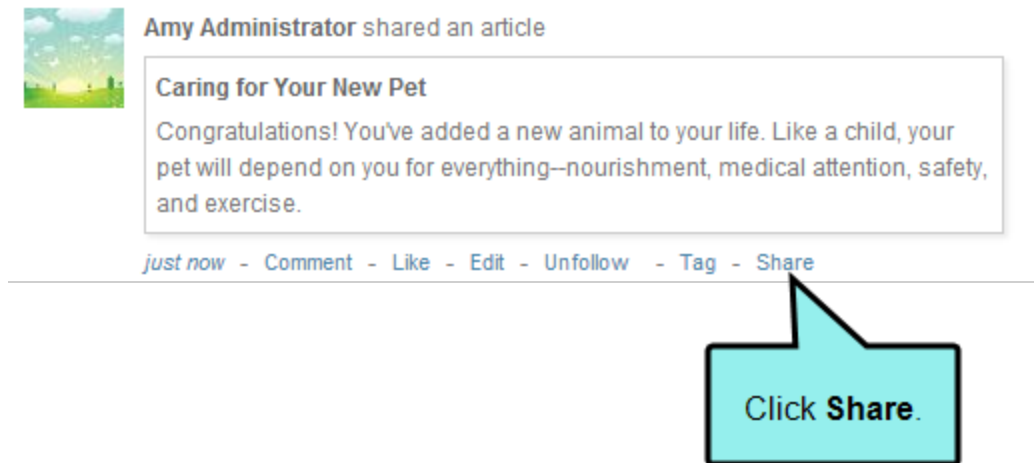 Amy Administrator shared an article
Caring for Your New Pet
Congratulations! You've added a new animal to your life. Like a child, your
pet will depend on you for everything--nourishment, medical attention, safety,
and exercise.
just now - Comment - Like - Edit - Unfollow - Tag - Share
Click Share.